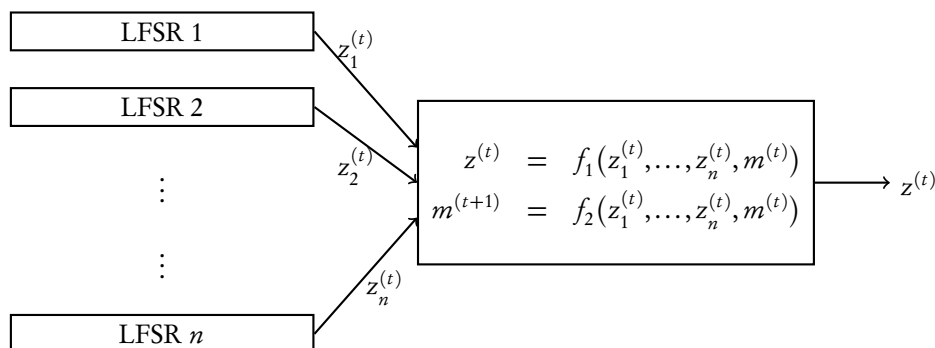 LFSR 1
z_1^{(t)}
LFSR 2
z_2^{(t)}
⋮
⋮
z_n^{(t)}
LFSR n
z^{(t)} = f_1(z_1^{(t)},...,z_n^{(t)},m^{(t)})
m^{(t+1)} = f_2(z_1^{(t)},...,z_n^{(t)},m^{(t)})
z^{(t)}